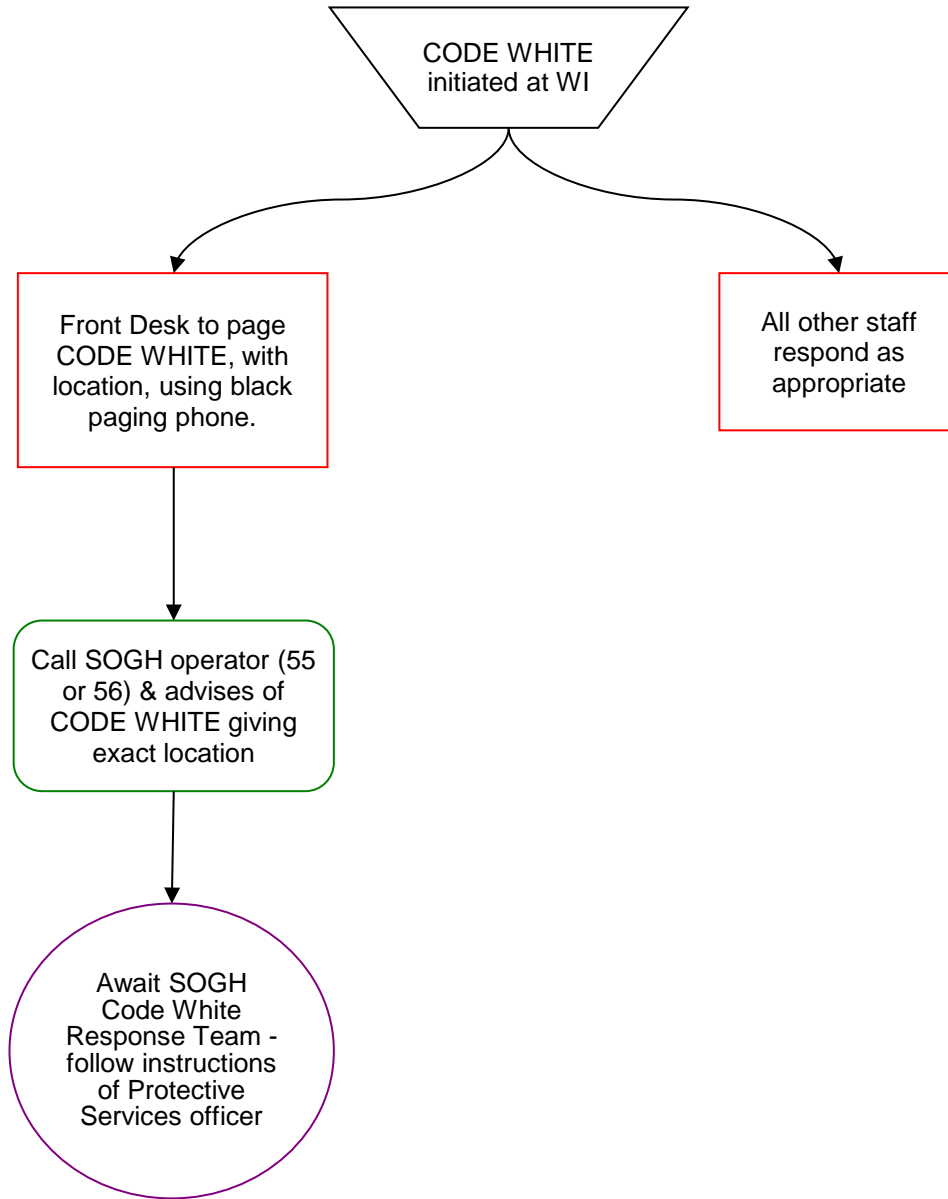 CODE WHITE
initiated at WI
Front Desk to page
CODE WHITE, with
location, using black
paging phone.
All other staff
respond as
appropriate
Call SOGH operator (55
or 56) & advises of
CODE WHITE giving
exact location
Await SOGH
Code White
Response Team -
follow instructions
of Protective
Services officer